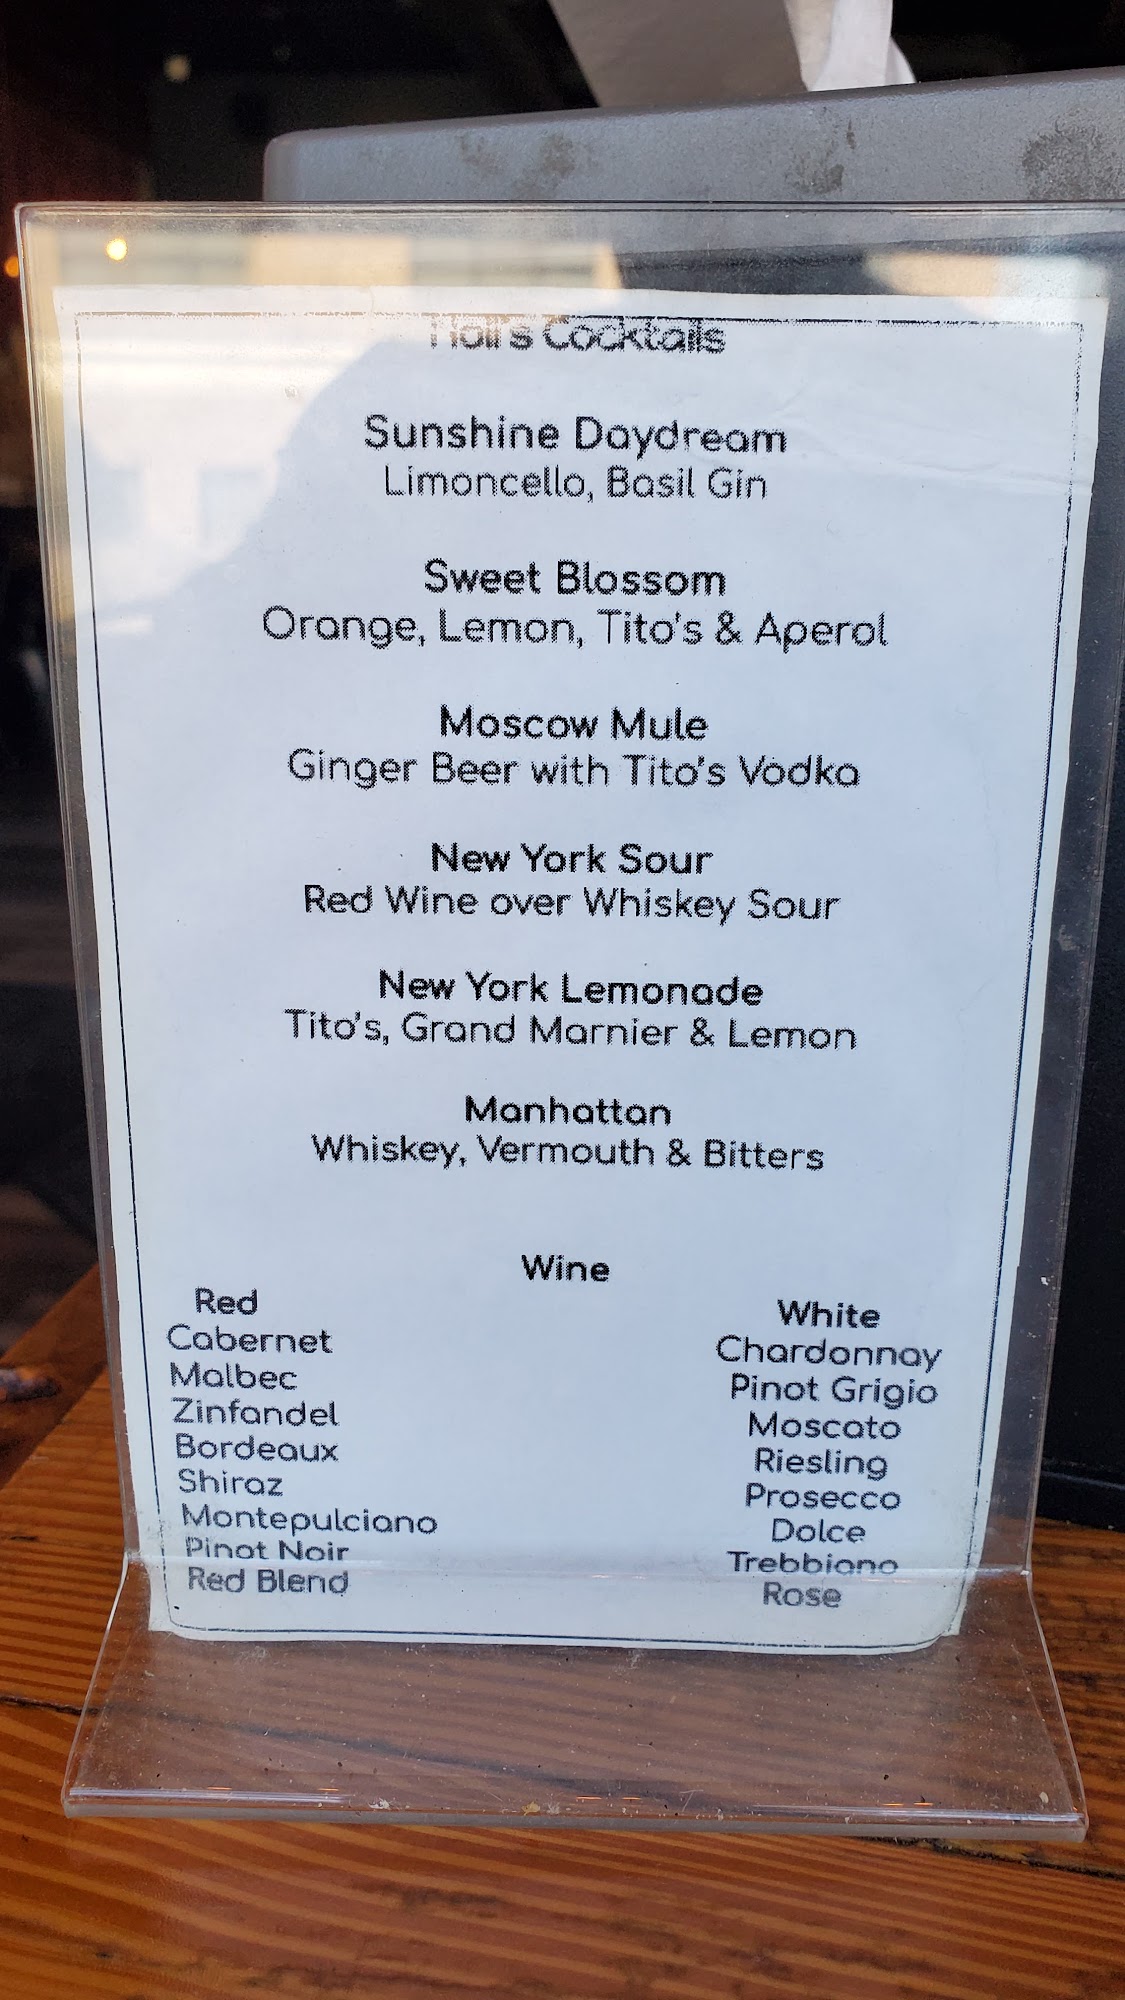 Cocktails
Sunshine Daydream
Limoncello, Basil Gin
Sweet Blossom
Orange, Lemon, Tito's & Aperol
Moscow Mule
Ginger Beer with Tito's Vodka
New York Sour
Red Wine over Whiskey Sour
New York Lemonade
Tito's, Grand Marnier & Lemon
Manhattan
Whiskey, Vermouth & Bitters
Wine
Red
Cabernet
Malbec
Zinfandel
Bordeaux
Shiraz
Montepulciano
Pinot Noir
Red Blend
White
Chardonnay
Pinot Grigio
Moscato
Riesling
Prosecco
Dolce
Trebbiano
Rose